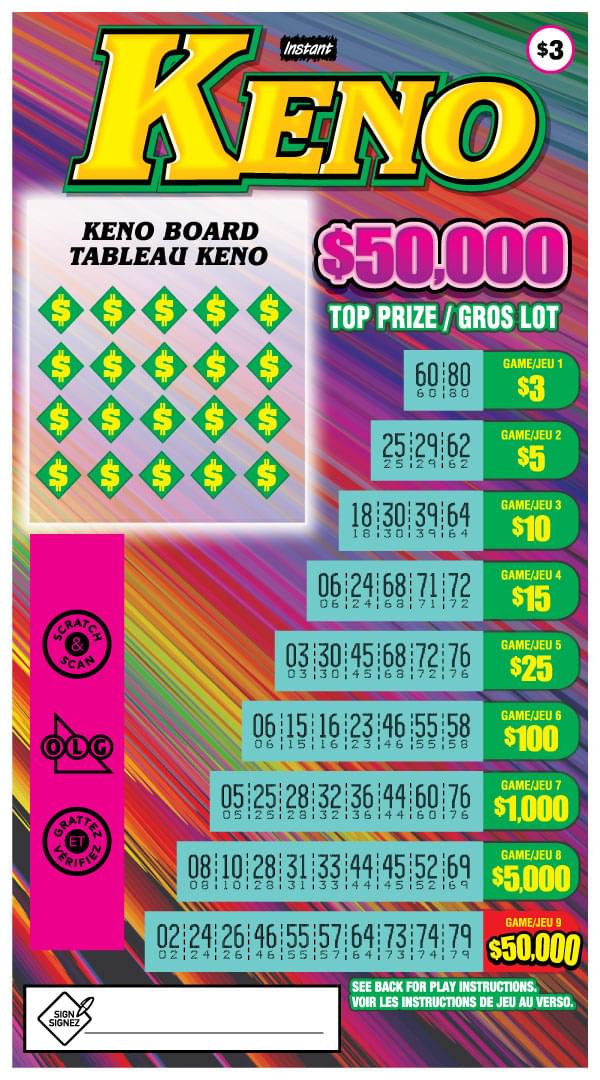 Instant
$3
KENO
KENO BOARD
TABLEAU KENO
$ $ $ $ $
$ $ $ $ $
$ $ $ $ $
$ $ $ $ $
$50,000
TOP PRIZE / GROS LOT
60 80
60 80
GAME/JEU 1
$3
25 29 62
25 29 62
GAME/JEU 2
$5
18 30 39 64
18 30 39 64
GAME/JEU 3
$10
06 24 68 71 72
06 24 68 71 72
GAME/JEU 4
$15
03 30 45 68 72 76
03 30 45 68 72 76
GAME/JEU 5
$25
06 15 16 23 46 55 58
06 15 16 23 46 55 58
GAME/JEU 6
$100
05 25 28 32 36 44 60 76
05 25 28 32 36 44 60 76
GAME/JEU 7
$1,000
08 10 28 31 33 44 45 52 69
08 10 28 31 33 44 45 52 69
GAME/JEU 8
$5,000
02 24 26 46 55 57 64 73 74 79
02 24 26 46 55 57 64 73 74 79
GAME/JEU 9
$50,000
SCRATCH
&
SCAN
OLG
GRATTEZ
ET
VÉRIFIEZ
SEE BACK FOR PLAY INSTRUCTIONS.
VOIR LES INSTRUCTIONS DE JEU AU VERSO.
SIGN
SIGNEZ